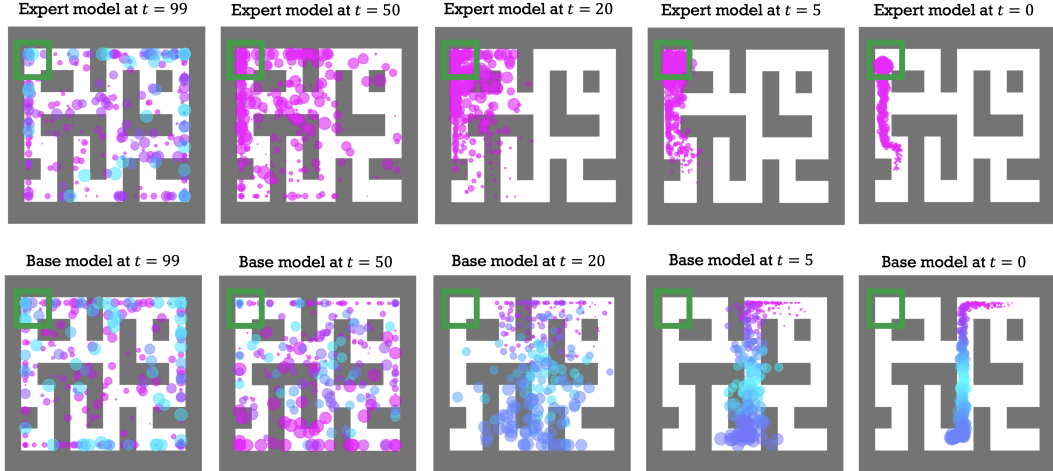 Expert model at t = 99
Expert model at t = 50
Expert model at t = 20
Expert model at t = 5
Expert model at t = 0
Base model at t = 99
Base model at t = 50
Base model at t = 20
Base model at t = 5
Base model at t = 0